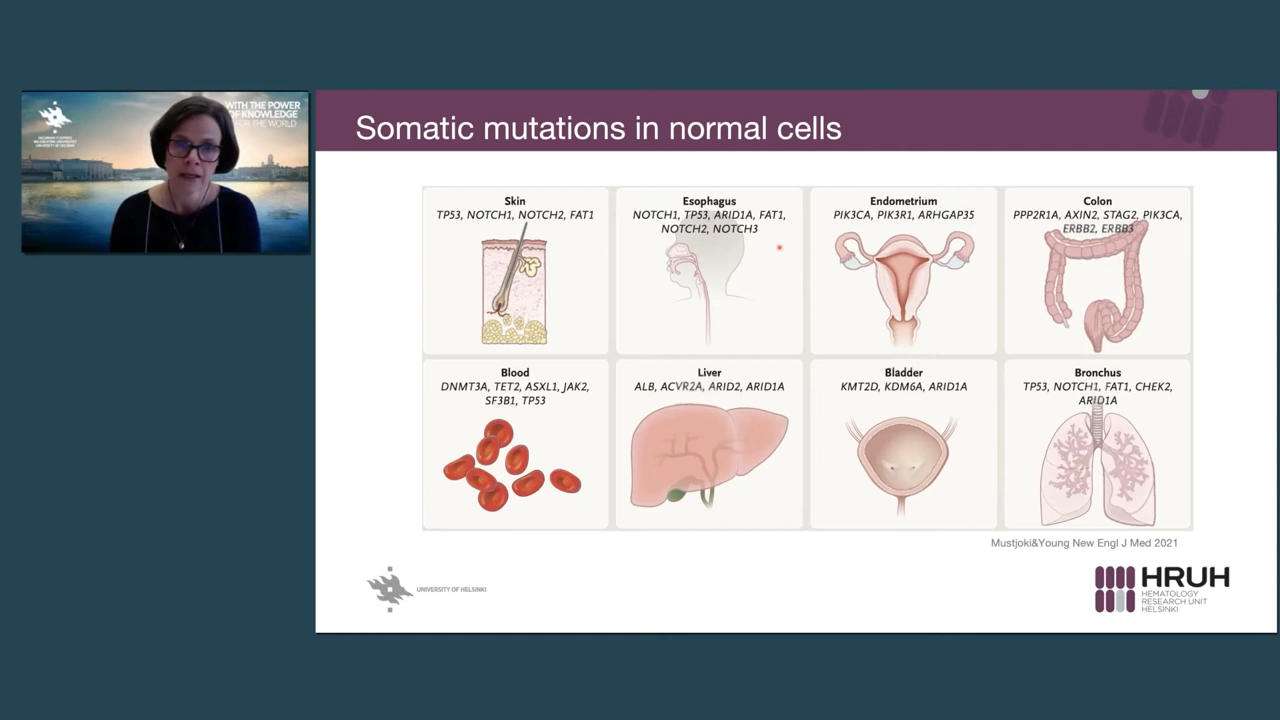 WITH THE POWER
OF KNOWLEDGE
FOR THE WORLD
UNIVERSITY OF HELSINKI
Somatic mutations in normal cells
Skin
TP53, NOTCH1, NOTCH2, FAT1
Esophagus
NOTCH1, TP53, ARID1A, FAT1,
NOTCH2, NOTCH3
Endometrium
PIK3CA, PIK3R1, ARHGAP35
Colon
PPP2R1A, AXIN2, STAG2, PIK3CA,
ERBB2, ERBB3
Blood
DNMT3A, TET2, ASXL1, JAK2,
SF3B1, TP53
Liver
ALB, ACVR2A, ARID2, ARID1A
Bladder
KMT2D, KDM6A, ARID1A
Bronchus
TP53, NOTCH1, FAT1, CHEK2,
ARID1A
Mustjoki&Young New Engl J Med 2021
UNIVERSITY OF HELSINKI
HRUH
HEMATOLOGY
RESEARCH UNIT
HELSINKI